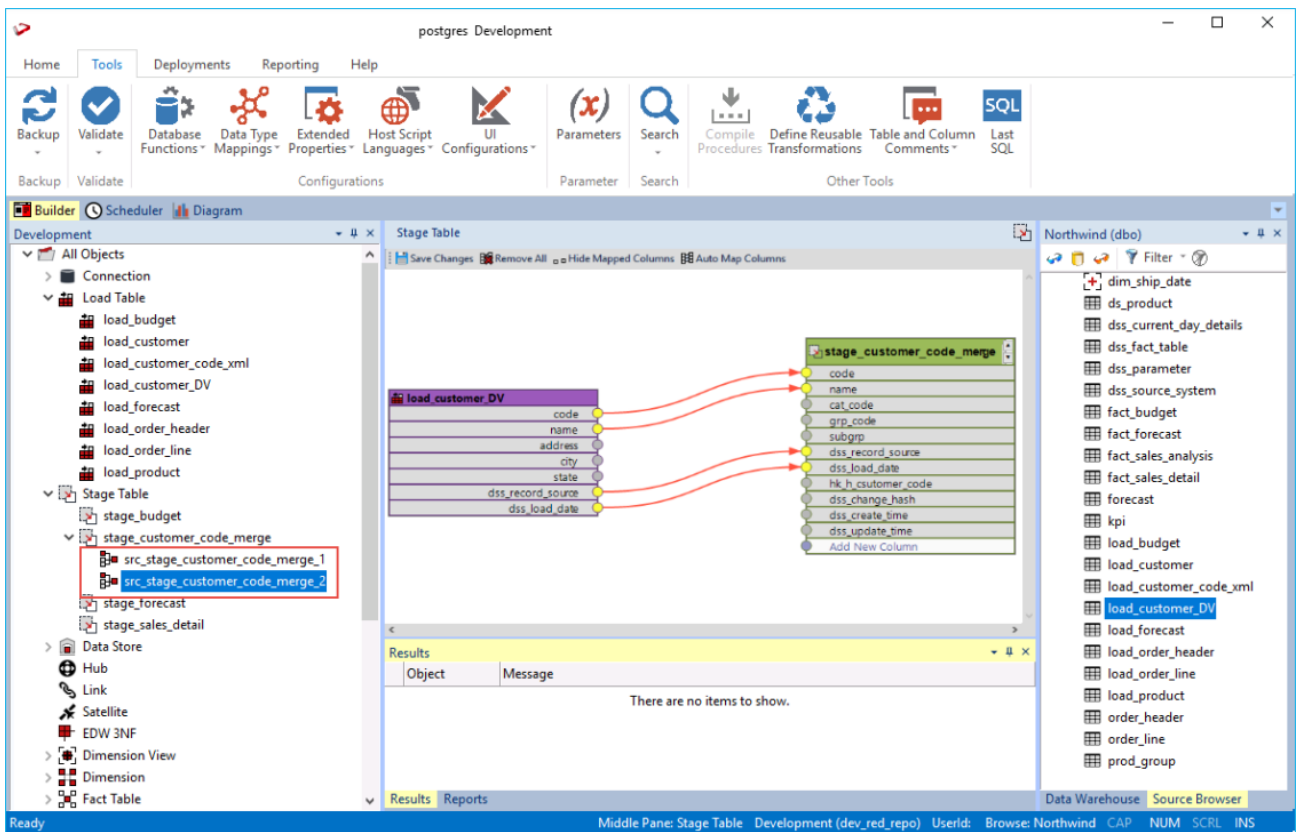 postgres Development
Home Tools Deployments Reporting Help
Backup Validate Database Functions Data Type Mappings Extended Properties Host Script Languages UI Configurations Parameters Search Compile Procedures Define Reusable Transformations Table and Column Comments SQL Last SQL
Backup Validate Configurations Parameter Search Other Tools
Builder Scheduler Diagram
Development
All Objects
Connection
Load Table
load_budget
load_customer
load_customer_code_xml
load_customer_DV
load_forecast
load_order_header
load_order_line
load_product
Stage Table
stage_budget
stage_customer_code_merge
src_stage_customer_code_merge_1
src_stage_customer_code_merge_2
stage_forecast
stage_sales_detail
Data Store
Hub
Link
Satellite
EDW 3NF
Dimension View
Dimension
Fact Table
Stage Table
Save Changes Remove All Hide Mapped Columns Auto Map Columns
load_customer_DV
code
name
address
city
state
dss_record_source
dss_load_date
stage_customer_code_merge
code
name
cat_code
grp_code
subgrp
dss_record_source
dss_load_date
hk_h_csutomer_code
dss_change_hash
dss_create_time
dss_update_time
Add New Column
Results
Object Message
There are no items to show.
Results Reports
Northwind (dbo)
Filter
dim_ship_date
ds_product
dss_current_day_details
dss_fact_table
dss_parameter
dss_source_system
fact_budget
fact_forecast
fact_sales_analysis
fact_sales_detail
forecast
kpi
load_budget
load_customer
load_customer_code_xml
load_customer_DV
load_forecast
load_order_header
load_order_line
load_product
order_header
order_line
prod_group
Data Warehouse Source Browser
Ready Middle Pane: Stage Table Development (dev_red_repo) UserId: Browse: Northwind CAP NUM SCRL INS